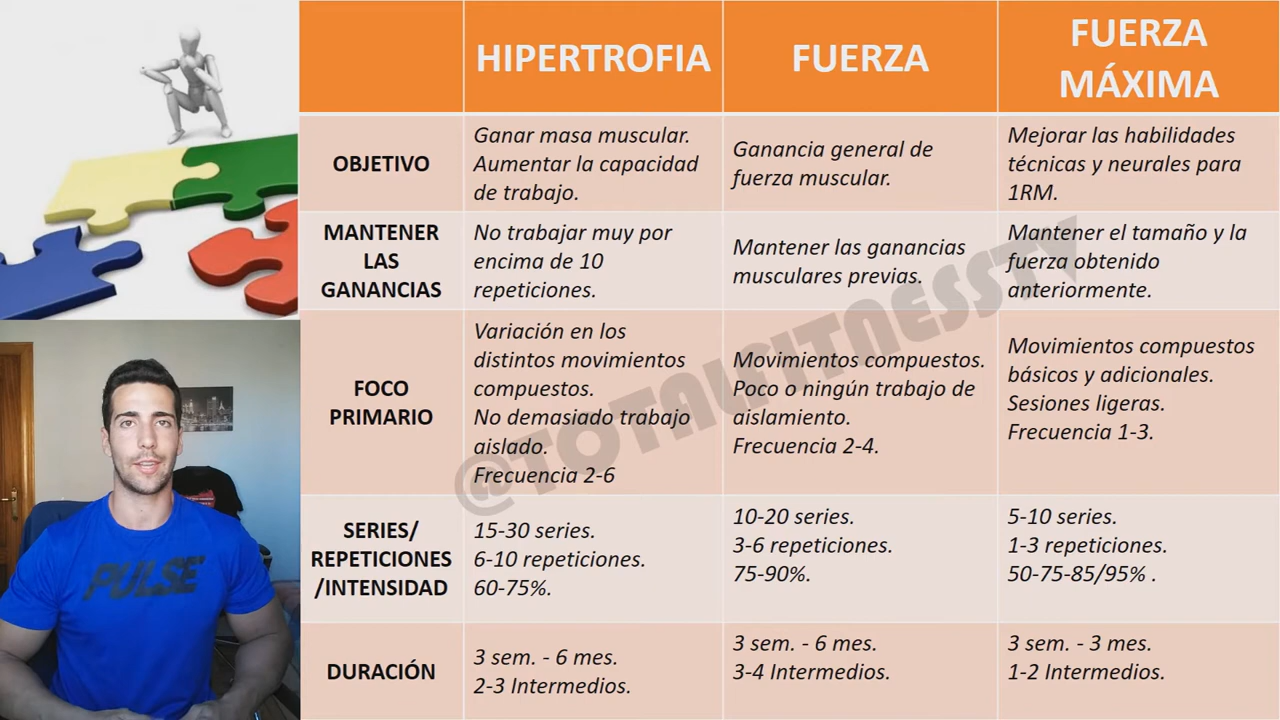 HIPERTROFIA
FUERZA
FUERZA
MÁXIMA
OBJETIVO
Ganar masa muscular.
Aumentar la capacidad
de trabajo.
Ganancia general de
fuerza muscular.
Mejorar las habilidades
técnicas y neurales para
1RM.
MANTENER
LAS
GANANCIAS
No trabajar muy por
encima de 10
repeticiones.
Mantener las ganancias
musculares previas.
Mantener el tamaño y la
fuerza obtenido
anteriormente.
FOCO
PRIMARIO
Variación en los
distintos movimientos
compuestos.
No demasiado trabajo
aislado.
Frecuencia 2-6
Movimientos compuestos.
Poco o ningún trabajo de
aislamiento.
Frecuencia 2-4.
Movimientos compuestos
básicos y adicionales.
Sesiones ligeras.
Frecuencia 1-3.
SERIES/
REPETICIONES
/INTENSIDAD
15-30 series.
6-10 repeticiones.
60-75%.
10-20 series.
3-6 repeticiones.
75-90%.
5-10 series.
1-3 repeticiones.
50-75-85/95% .
DURACIÓN
3 sem. - 6 mes.
2-3 Intermedios.
3 sem. - 6 mes.
3-4 Intermedios.
3 sem. - 3 mes.
1-2 Intermedios.
@TOTALFITNESSTV
PULSE